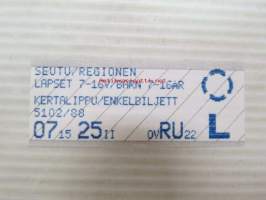 SEUTU/REGIONEN
LAPSET 7-16V/BARN 7-16ÅR
KERTALIPPU/ENKELBILJETT
5102/88
07 15 25 II OV RU 22 L